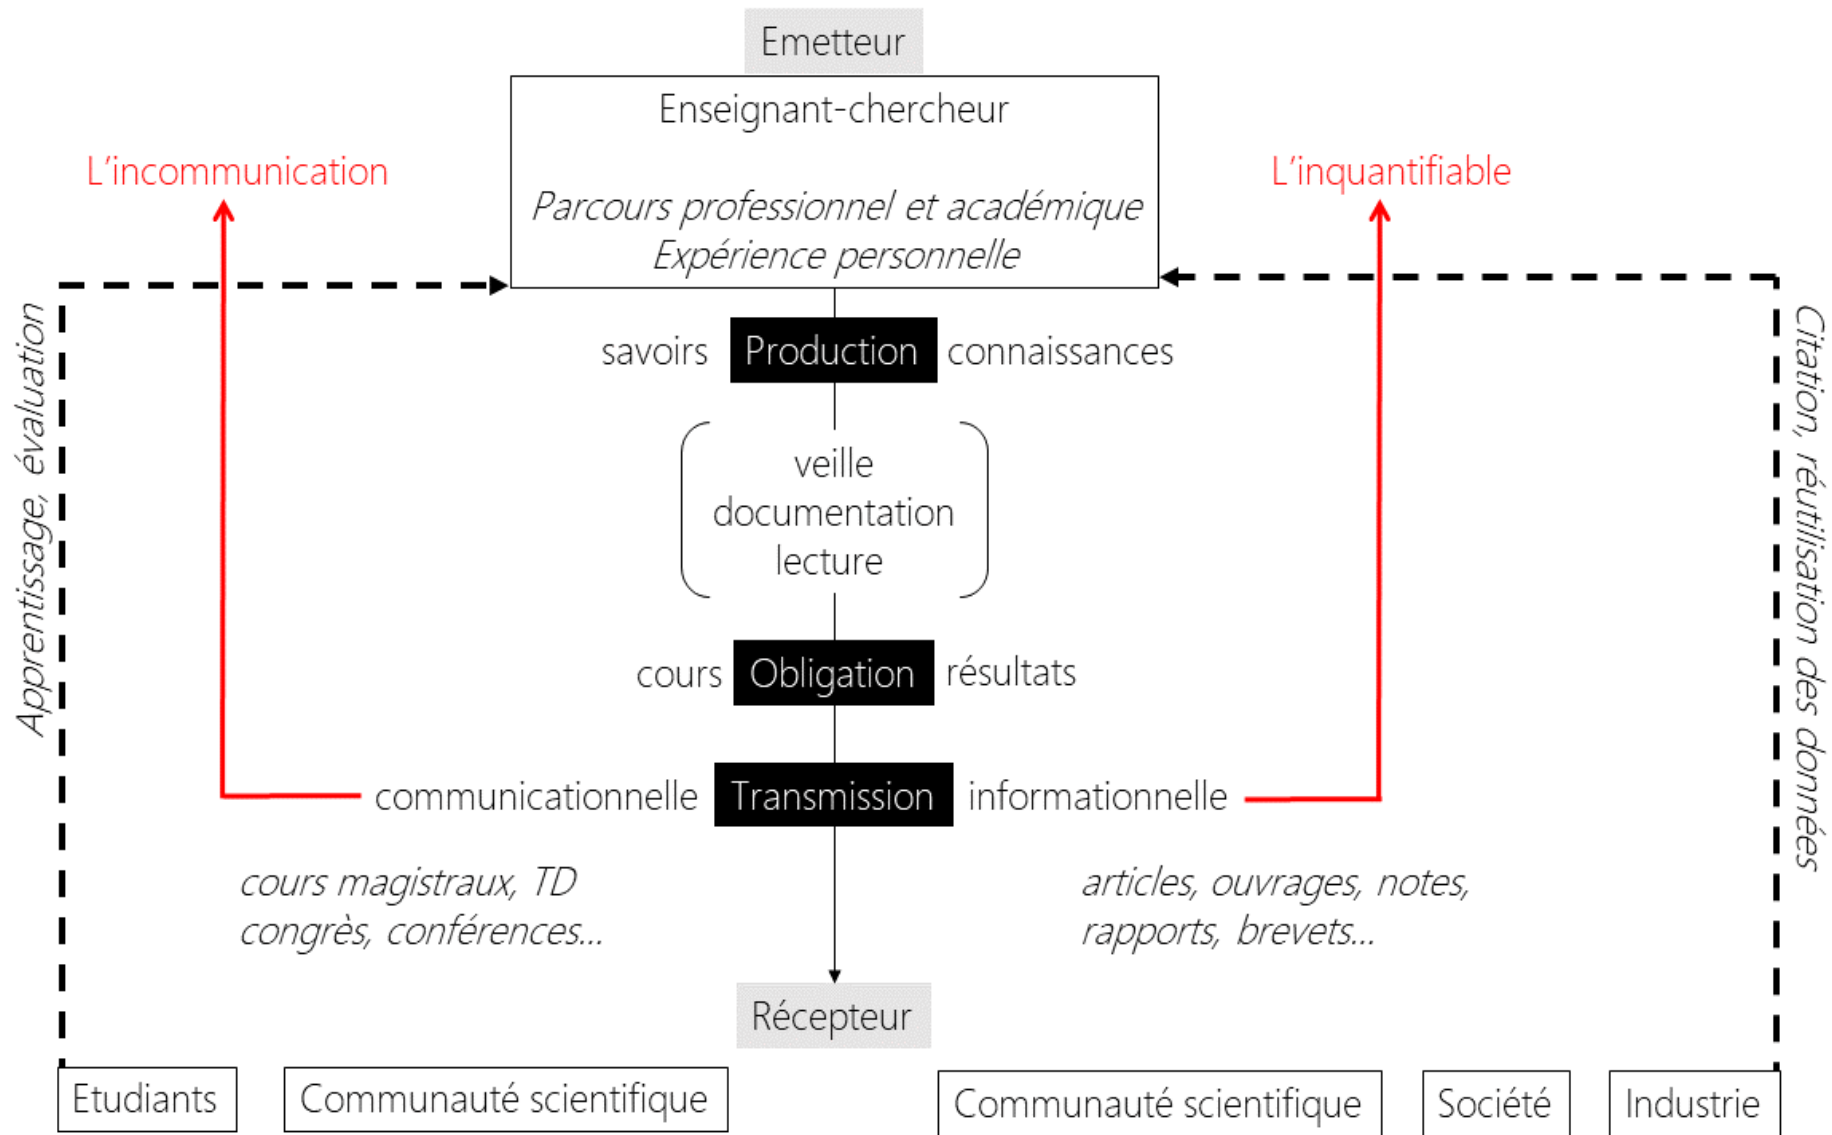 Emetteur
Enseignant-chercheur
L'incommunication
L'inquantifiable
Parcours professionnel et académique
Expérience personnelle
Apprentissage, évaluation
Citation, réutilisation des données
savoirs Production connaissances
veille
documentation
lecture
cours Obligation résultats
communicationnelle Transmission informationnelle
cours magistraux, TD
congrès, conférences...
articles, ouvrages, notes,
rapports, brevets...
Récepteur
Etudiants
Communauté scientifique
Communauté scientifique
Société
Industrie